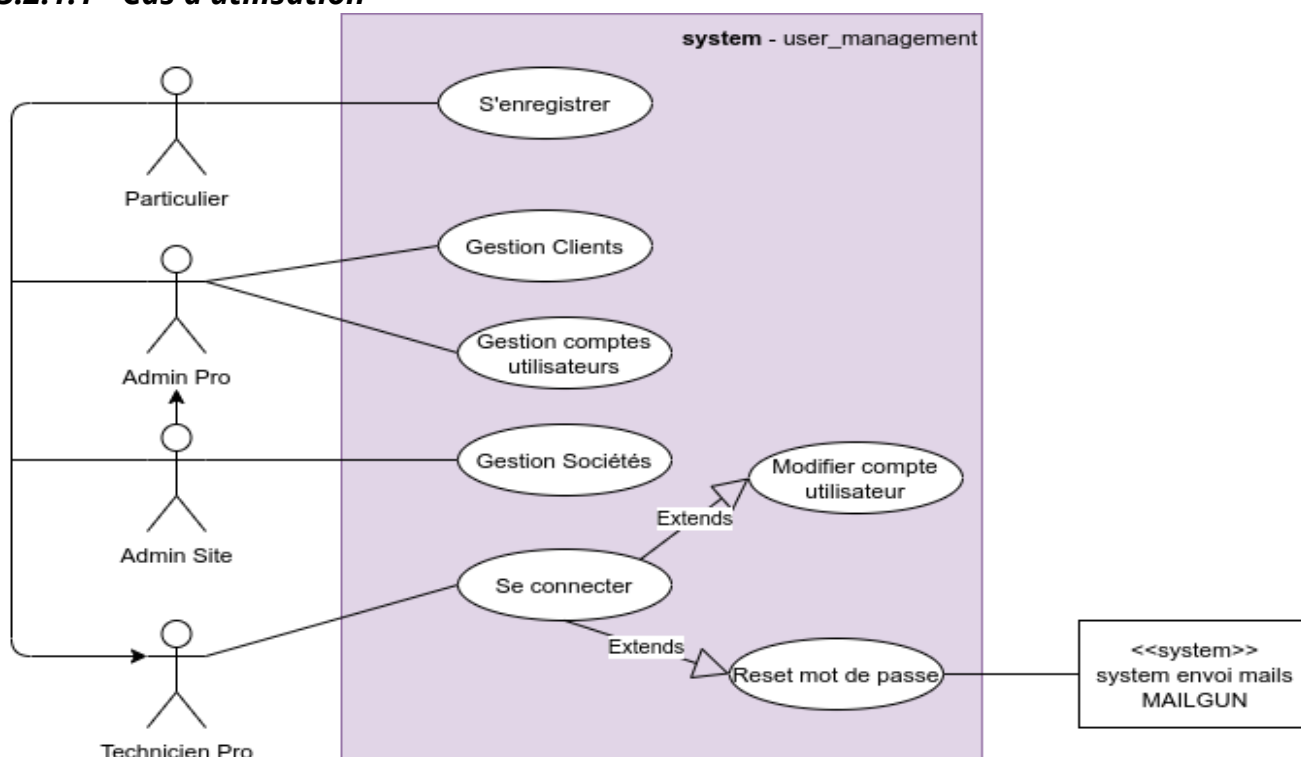 Cas d'utilisation
system - user_management
S'enregistrer
Particulier
Gestion Clients
Gestion comptes
utilisateurs
Admin Pro
Gestion Sociétés
Modifier compte
utilisateur
Extends
Admin Site
Se connecter
Extends
Reset mot de passe
<<system>>
system envoi mails
MAILGUN
Technicien Pro